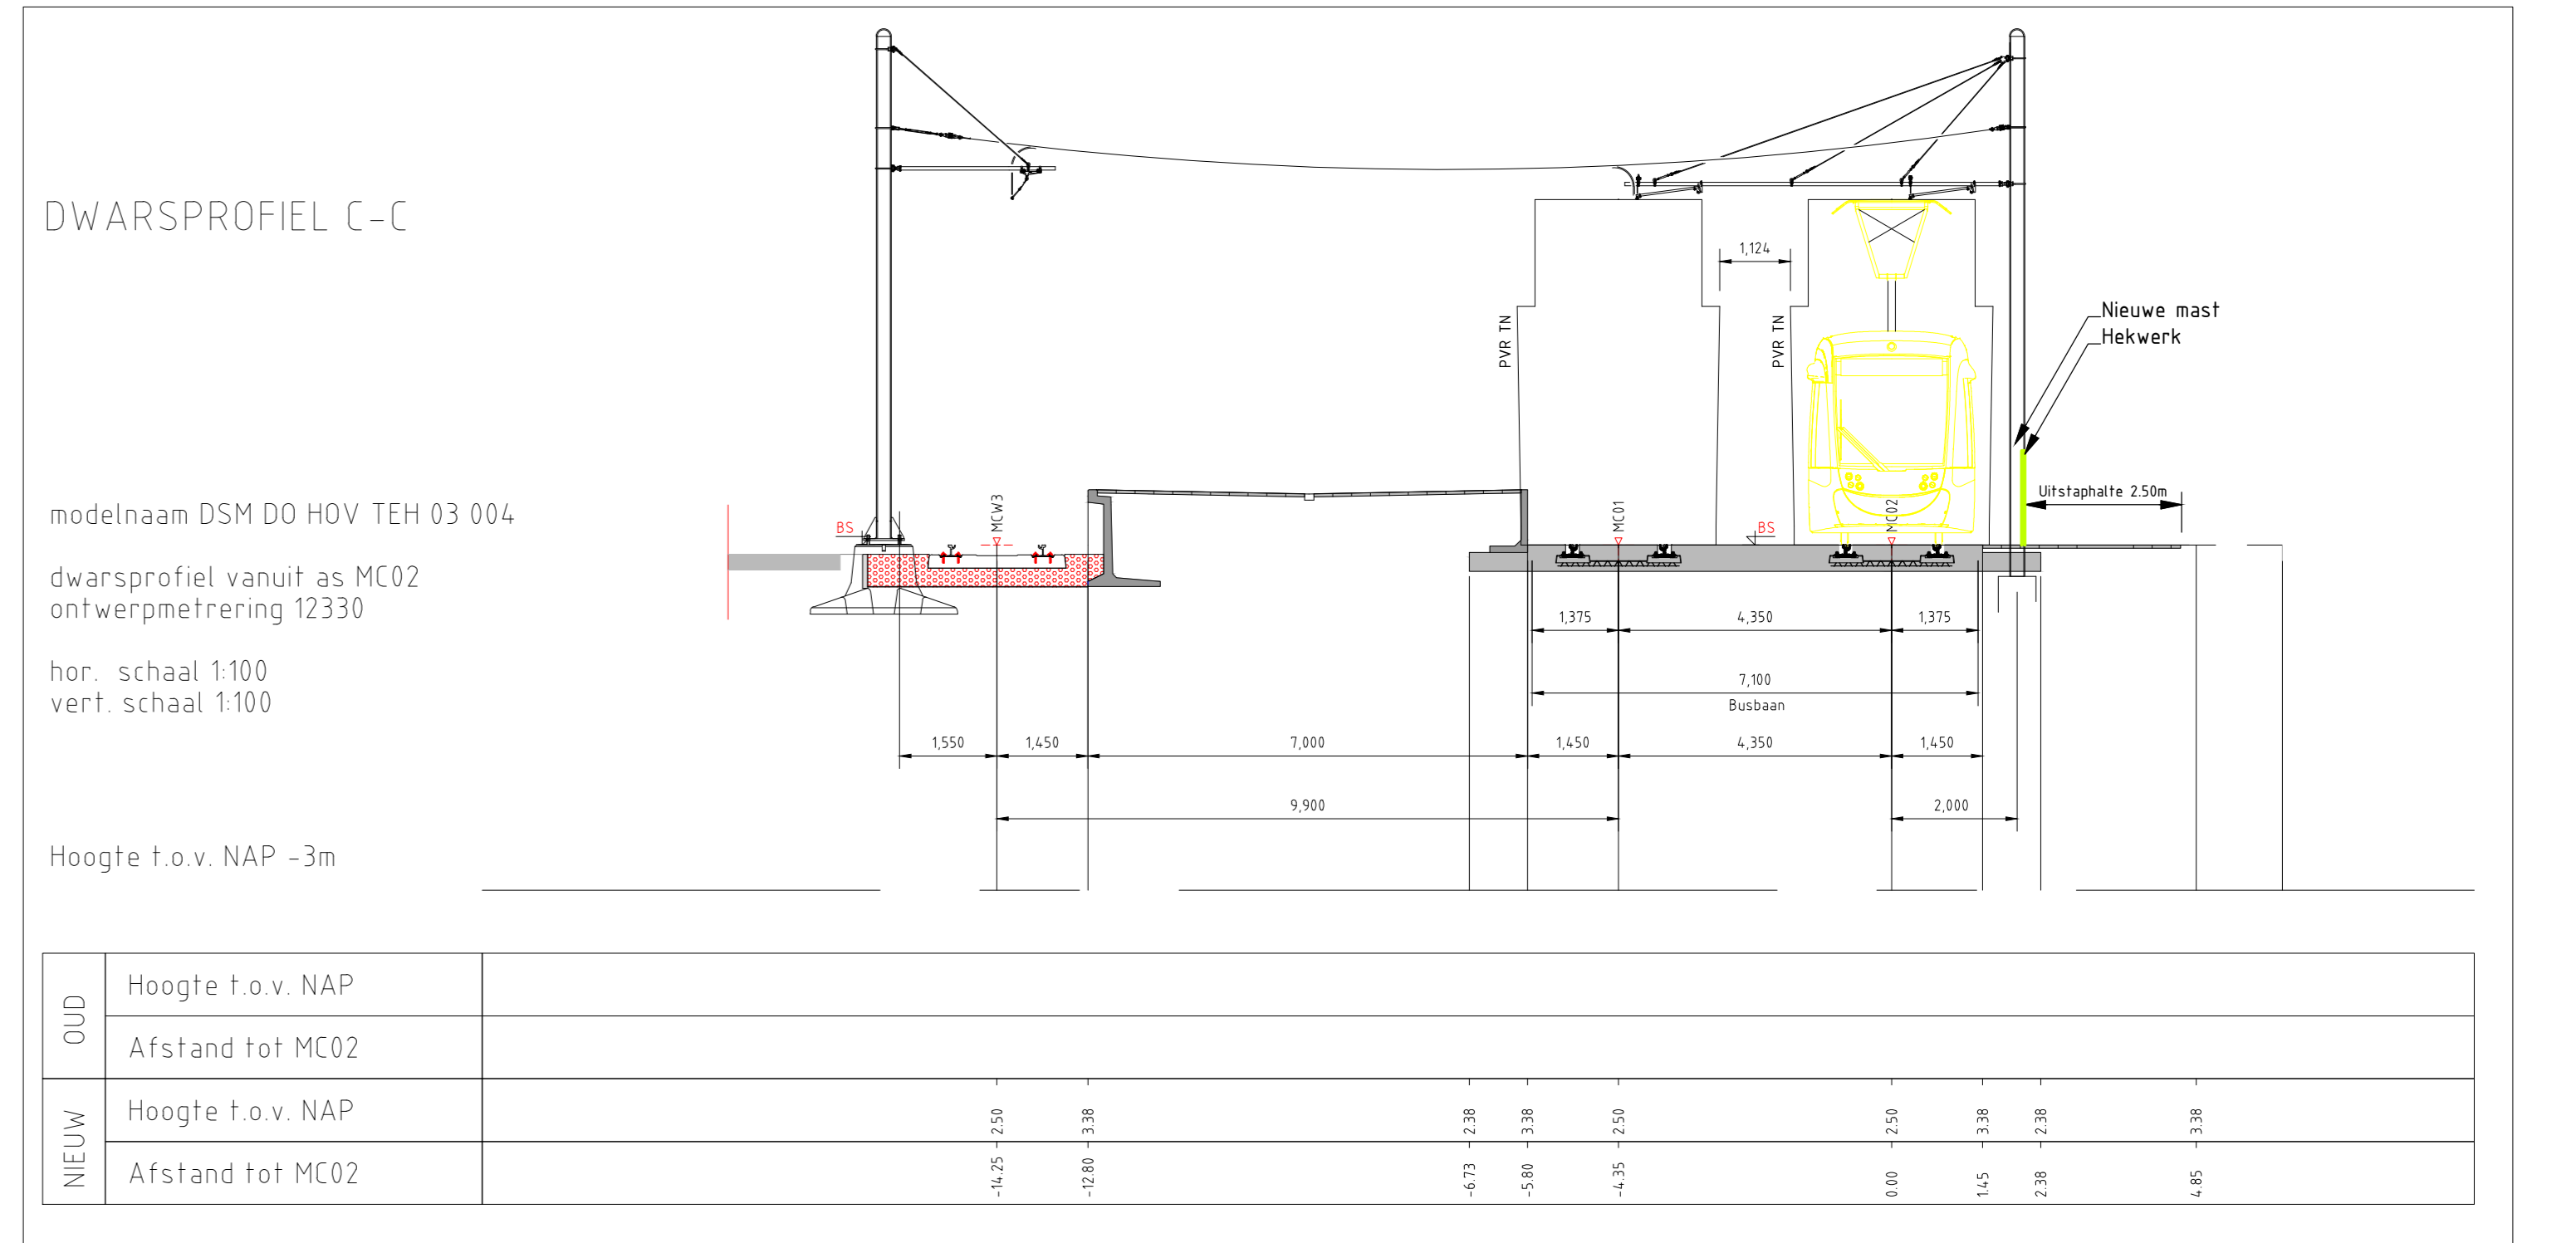 DWARSPROFIEL C-C
modelnaam DSM DO HOV TEH 03 004
dwarsprofiel vanuit as MC02
ontwerpmetrering 12330
hor. schaal 1:100
vert. schaal 1:100
Hoogte t.o.v. NAP -3m
1,124
PVR TN
PVR TN
Nieuwe mast
Hekwerk
Uitstaphalte 2.50m
BS
MCW3
MC01
BS
MC02
1,375
4,350
1,375
7,100
Busbaan
1,550
1,450
7,000
1,450
4,350
1,450
9,900
2,000
OUD
Hoogte t.o.v. NAP
Afstand tot MC02
NIEUW
Hoogte t.o.v. NAP
2.50
3.38
2.38
3.38
2.50
2.50
3.38
2.38
3.38
Afstand tot MC02
-14.25
-12.80
-6.73
-5.80
-4.35
0.00
1.45
2.38
4.85